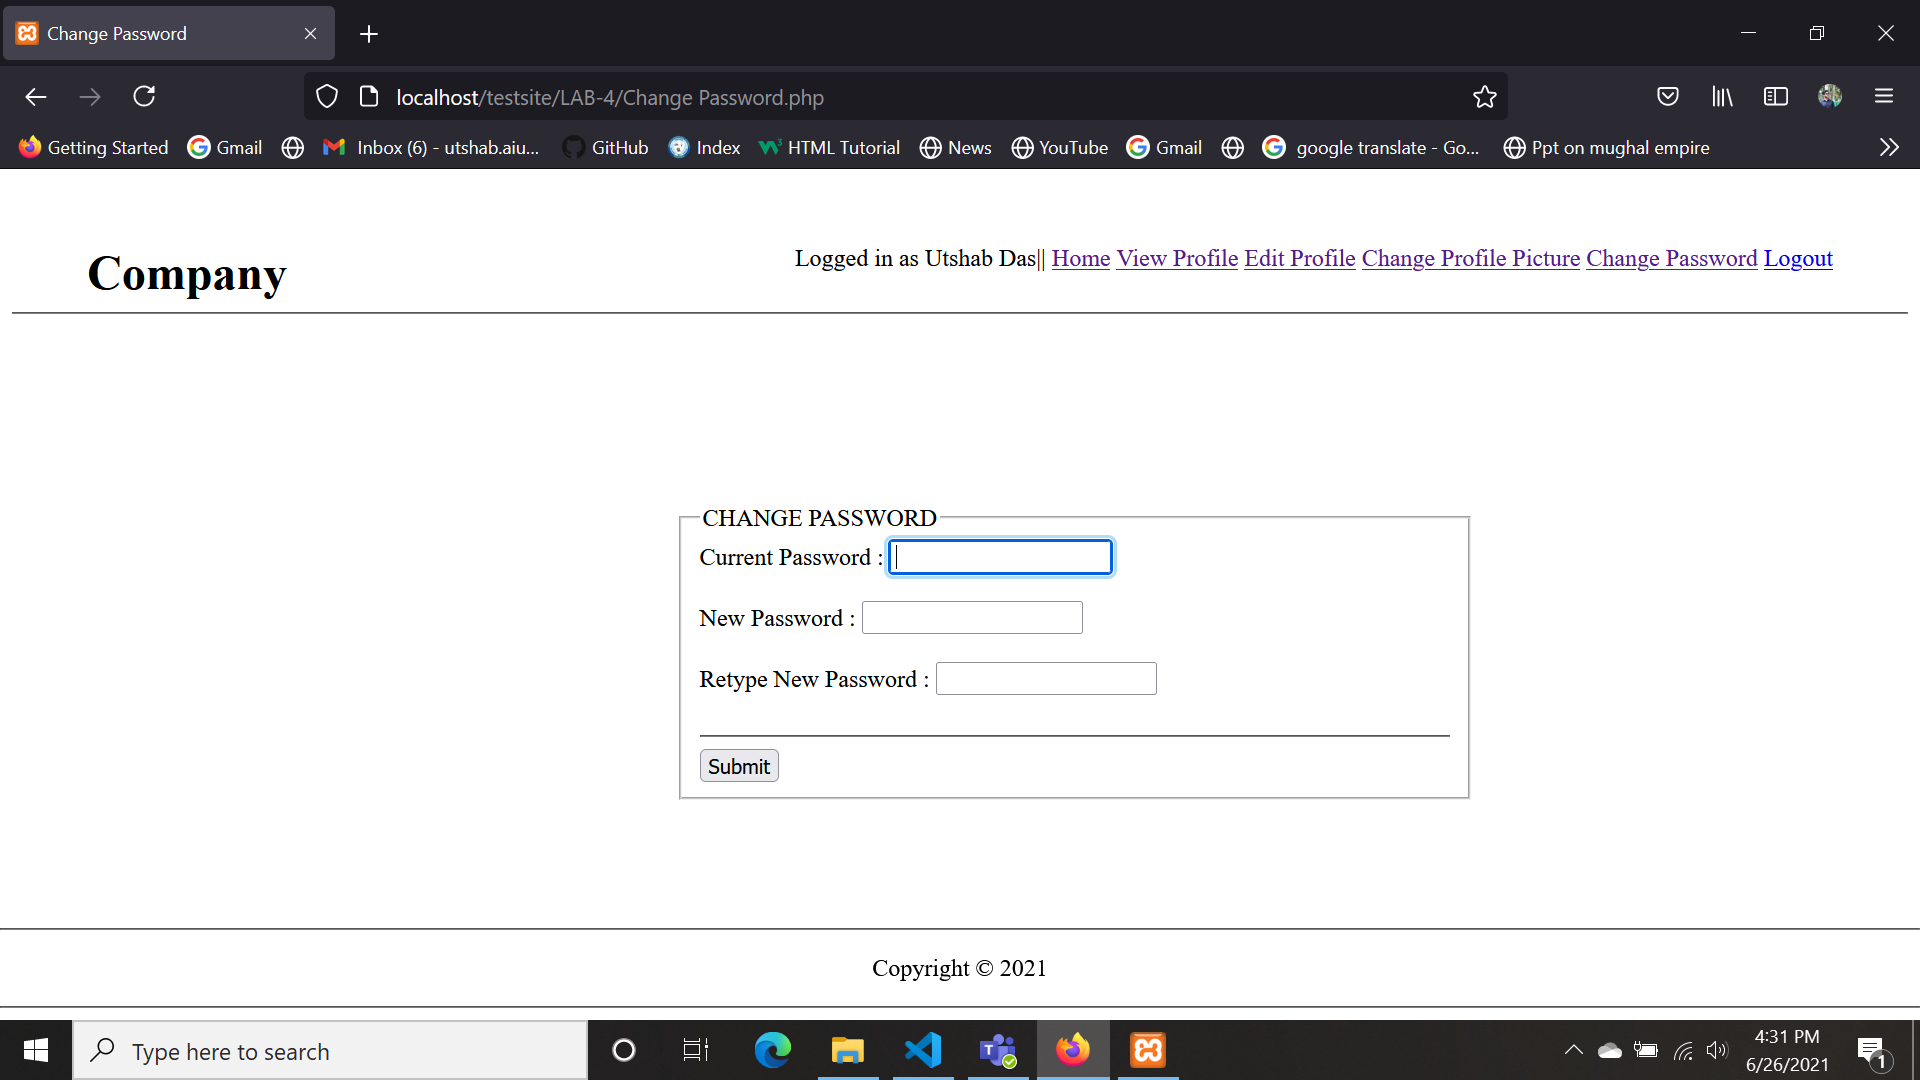 Change Password
localhost/testsite/LAB-4/Change Password.php
Getting Started Gmail Inbox (6) - utshab.aiu... GitHub Index HTML Tutorial News YouTube Gmail google translate - Go... Ppt on mughal empire
Company
Logged in as Utshab Das|| Home View Profile Edit Profile Change Profile Picture Change Password Logout
CHANGE PASSWORD
Current Password :
New Password :
Retype New Password :
Submit
Copyright © 2021
Type here to search
4:31 PM
6/26/2021
1